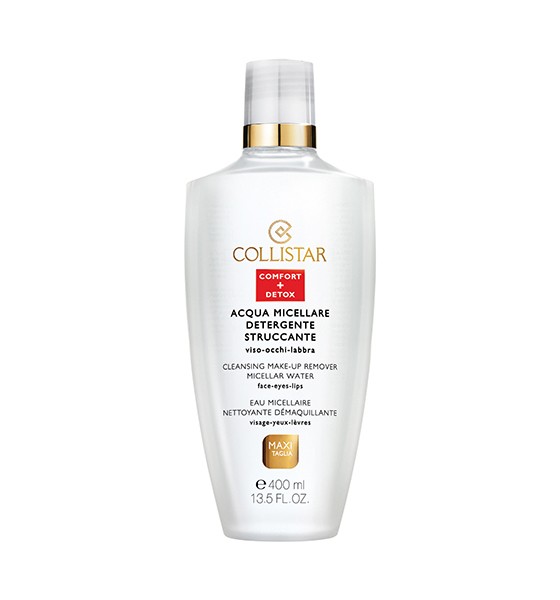 COLLISTAR
COMFORT
+
DETOX
ACQUA MICELLARE
DETERGENTE
STRUCCANTE
viso-occhi-labbra
CLEANSING MAKE-UP REMOVER
MICELLAR WATER
face-eyes-lips
EAU MICELLAIRE
NETTOYANTE DÉMAQUILLANTE
visage-yeux-lèvres
MAXI
TAGLIA
℮ 400 ml
13.5 FL.OZ.